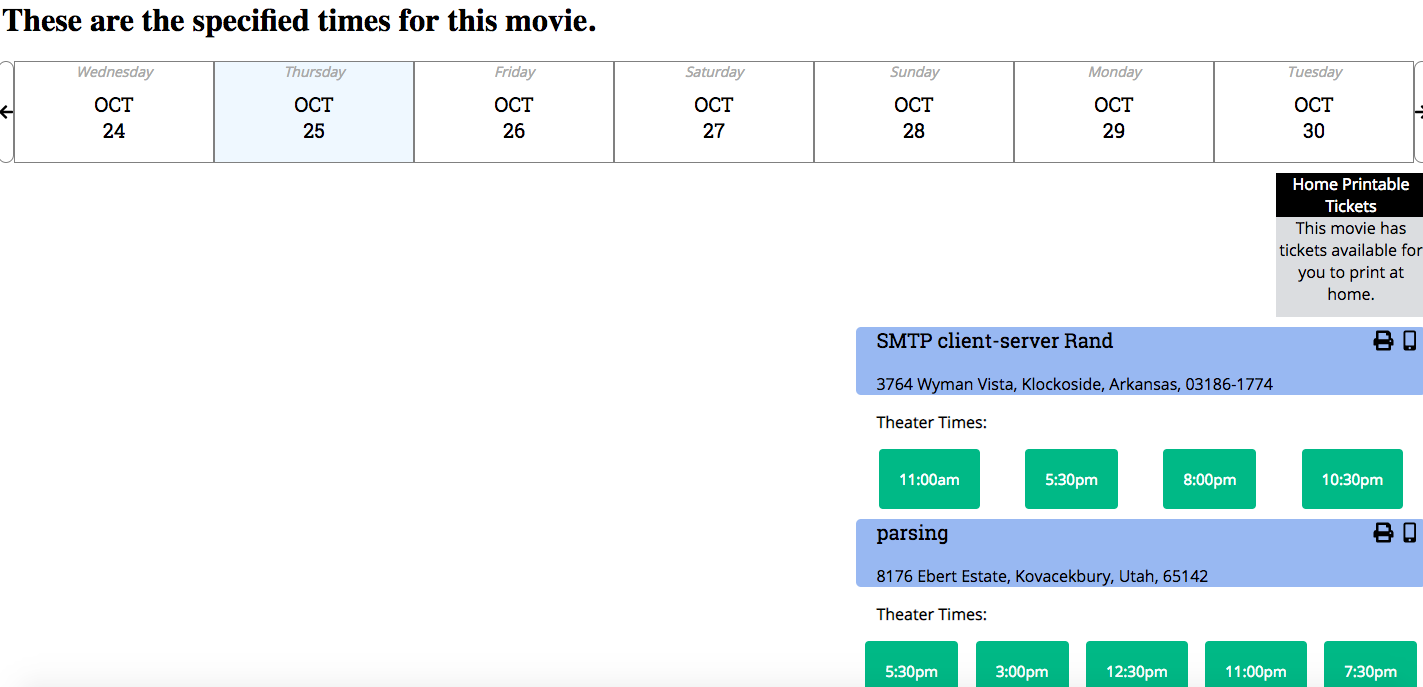 These are the specified times for this movie.
Wednesday Thursday Friday Saturday Sunday Monday Tuesday
OCT OCT OCT OCT OCT OCT OCT
24 25 26 27 28 29 30
Home Printable
Tickets
This movie has
tickets available for
you to print at
home.
SMTP client-server Rand
3764 Wyman Vista, Klockoside, Arkansas, 03186-1774
Theater Times:
11:00am 5:30pm 8:00pm 10:30pm
parsing
8176 Ebert Estate, Kovacekbury, Utah, 65142
Theater Times:
5:30pm 3:00pm 12:30pm 11:00pm 7:30pm